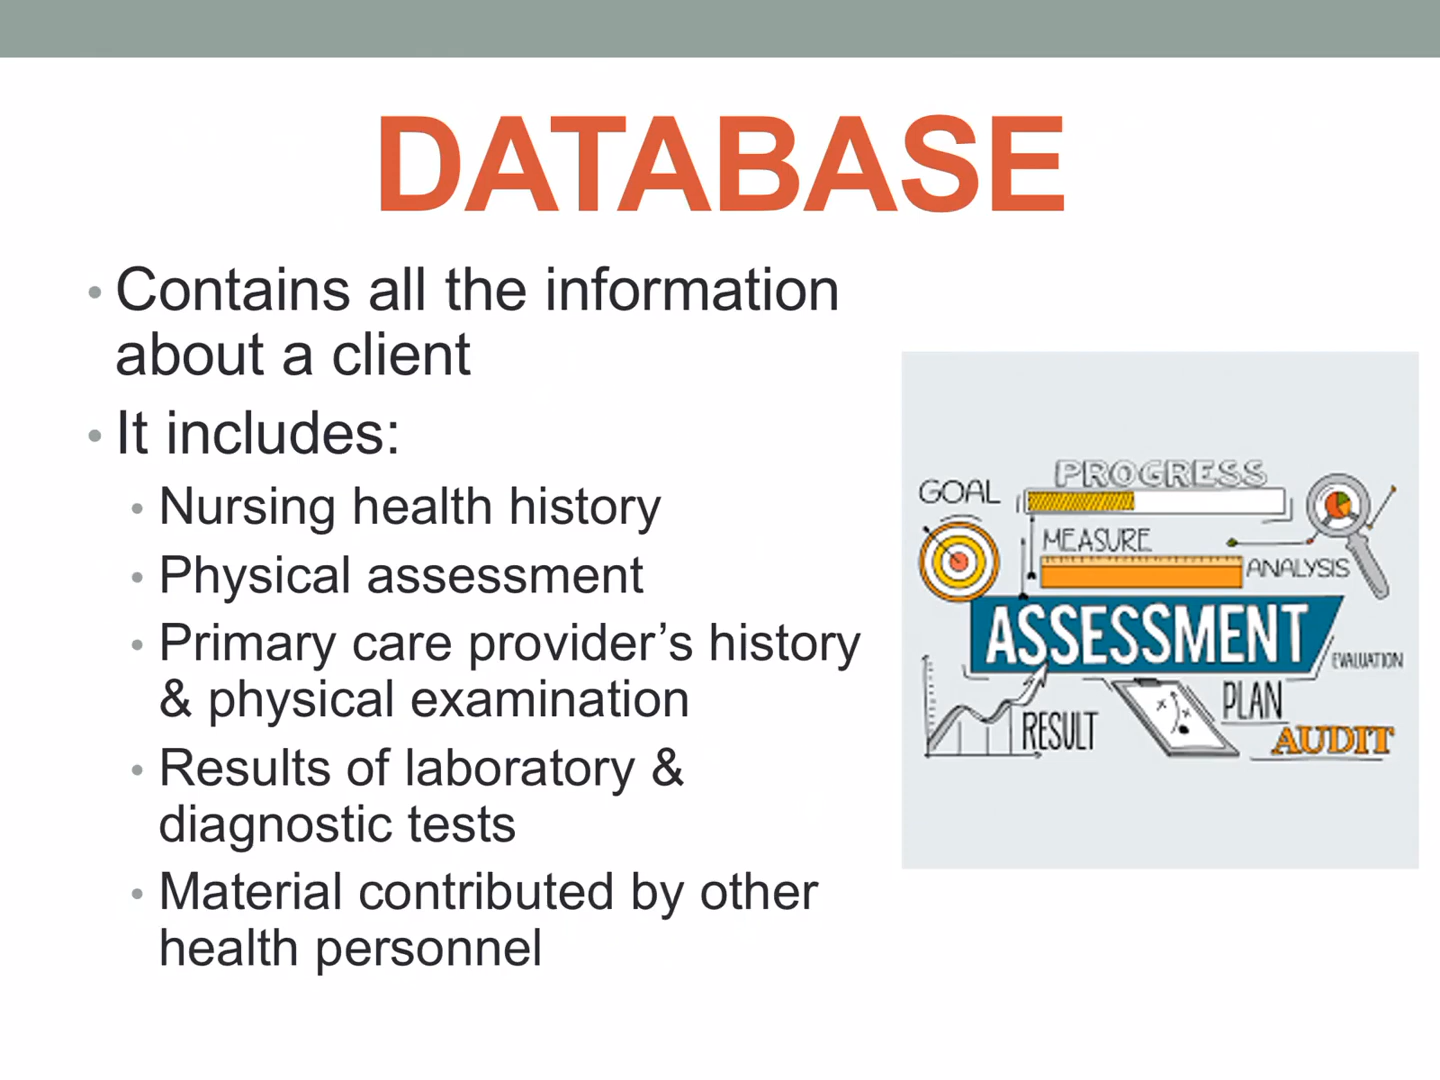 DATABASE
• Contains all the information
about a client
• It includes:
• Nursing health history
• Physical assessment
• Primary care provider’s history
& physical examination
• Results of laboratory &
diagnostic tests
• Material contributed by other
health personnel
PROGRESS
GOAL
MEASURE
ANALYSIS
ASSESSMENT
EVALUATION
PLAN
RESULT
AUDIT